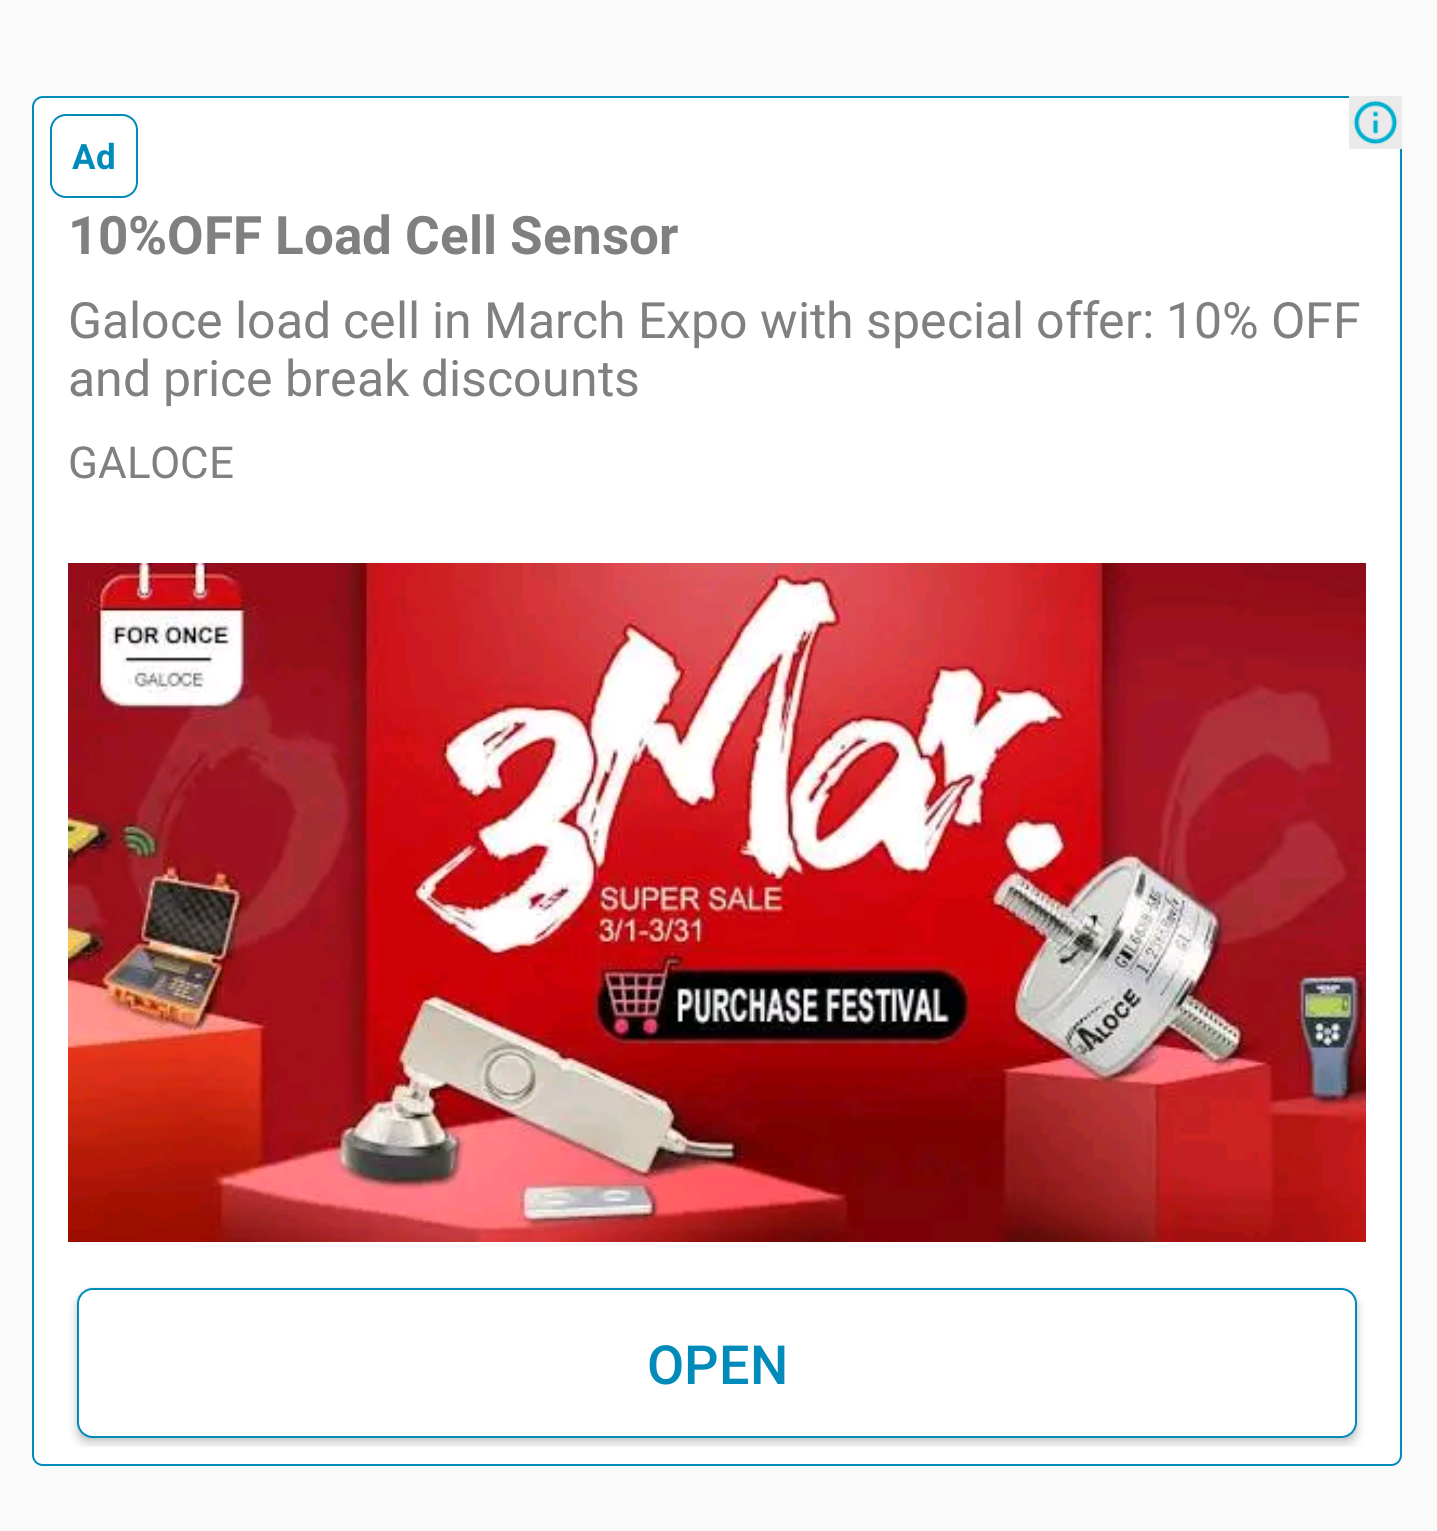 Ad
10%OFF Load Cell Sensor
Galoce load cell in March Expo with special offer: 10% OFF
and price break discounts
GALOCE
FOR ONCE
GALOCE
3Mar.
SUPER SALE
3/1-3/31
PURCHASE FESTIVAL
GALOCE
OPEN